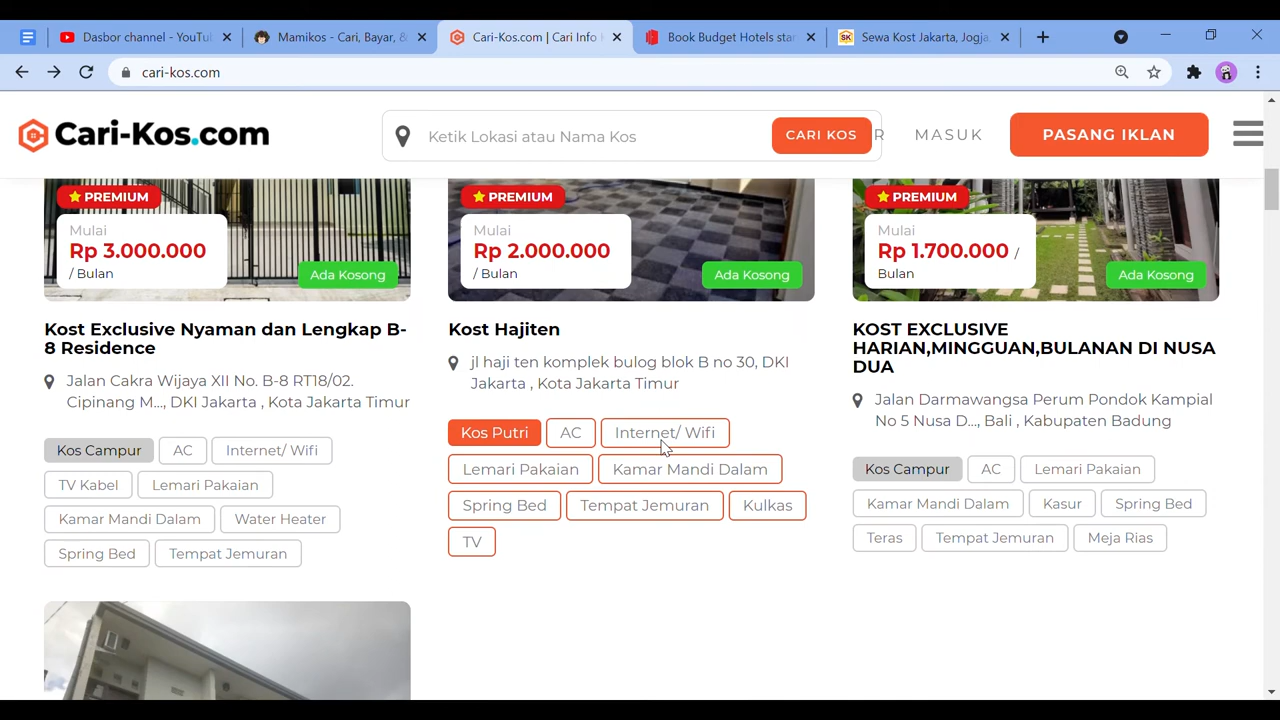 Dasbor channel - YouTu
Mamikos - Cari, Bayar, &
Cari-Kos.com | Cari Info
Book Budget Hotels star
SK
Sewa Kost Jakarta, Jogja,
cari-kos.com
Cari-Kos.com
Ketik Lokasi atau Nama Kos
CARI KOS
R
MASUK
PASANG IKLAN
PREMIUM
Mulai
Rp 3.000.000
/ Bulan
Ada Kosong
Kost Exclusive Nyaman dan Lengkap B-
8 Residence
Jalan Cakra Wijaya XII No. B-8 RT18/02.
Cipinang M..., DKI Jakarta , Kota Jakarta Timur
Kos Campur
AC
Internet/ Wifi
TV Kabel
Lemari Pakaian
Kamar Mandi Dalam
Water Heater
Spring Bed
Tempat Jemuran
PREMIUM
Mulai
Rp 2.000.000
/ Bulan
Ada Kosong
Kost Hajiten
jl haji ten komplek bulog blok B no 30, DKI
Jakarta , Kota Jakarta Timur
Kos Putri
AC
Internet/ Wifi
Lemari Pakaian
Kamar Mandi Dalam
Spring Bed
Tempat Jemuran
Kulkas
TV
PREMIUM
Mulai
Rp 1.700.000 /
Bulan
Ada Kosong
KOST EXCLUSIVE
HARIAN,MINGGUAN,BULANAN DI NUSA
DUA
Jalan Darmawangsa Perum Pondok Kampial
No 5 Nusa D..., Bali , Kabupaten Badung
Kos Campur
AC
Lemari Pakaian
Kamar Mandi Dalam
Kasur
Spring Bed
Teras
Tempat Jemuran
Meja Rias